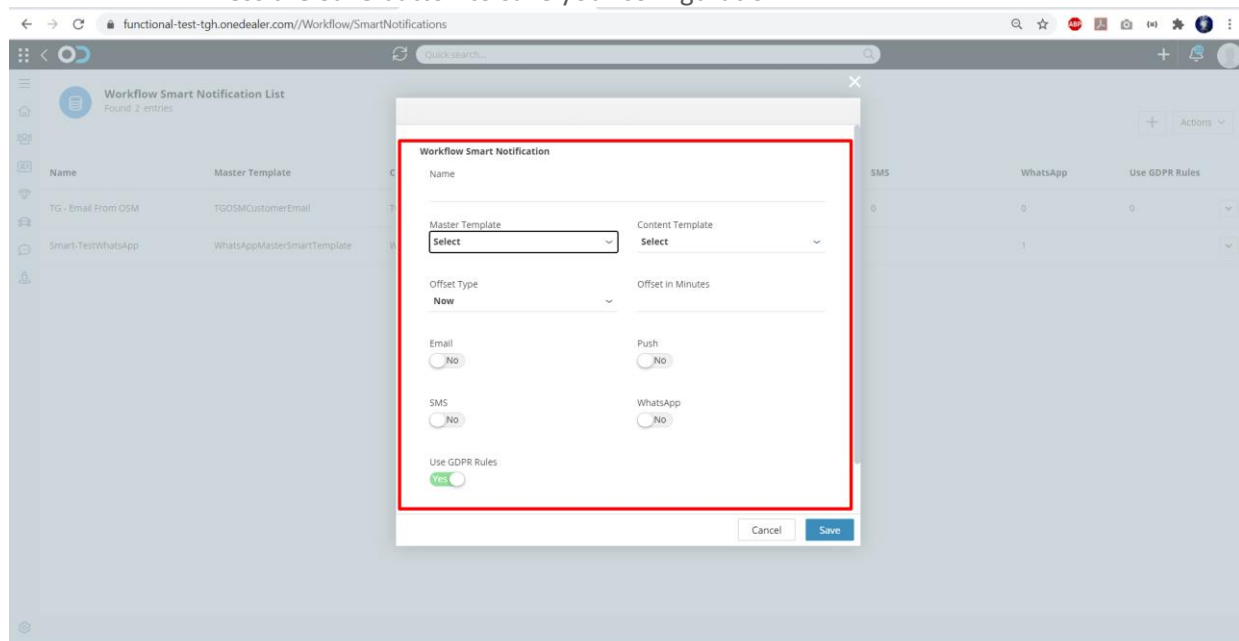 functional-test-tgh.onedealer.com//Workflow/SmartNotifications
ABP
Quick search...
Workflow Smart Notification List
Found 2 entries
Actions
Name Master Template C SMS WhatsApp Use GDPR Rules
TG - Email From OSM TGOSMCustomerEmail 0 0 0
Smart-TestWhatsApp WhatsAppMasterSmartTemplate 1
Workflow Smart Notification
Name
Master Template Content Template
Select Select
Offset Type Offset in Minutes
Now
Email Push
No No
SMS WhatsApp
No No
Use GDPR Rules
Yes
Cancel Save